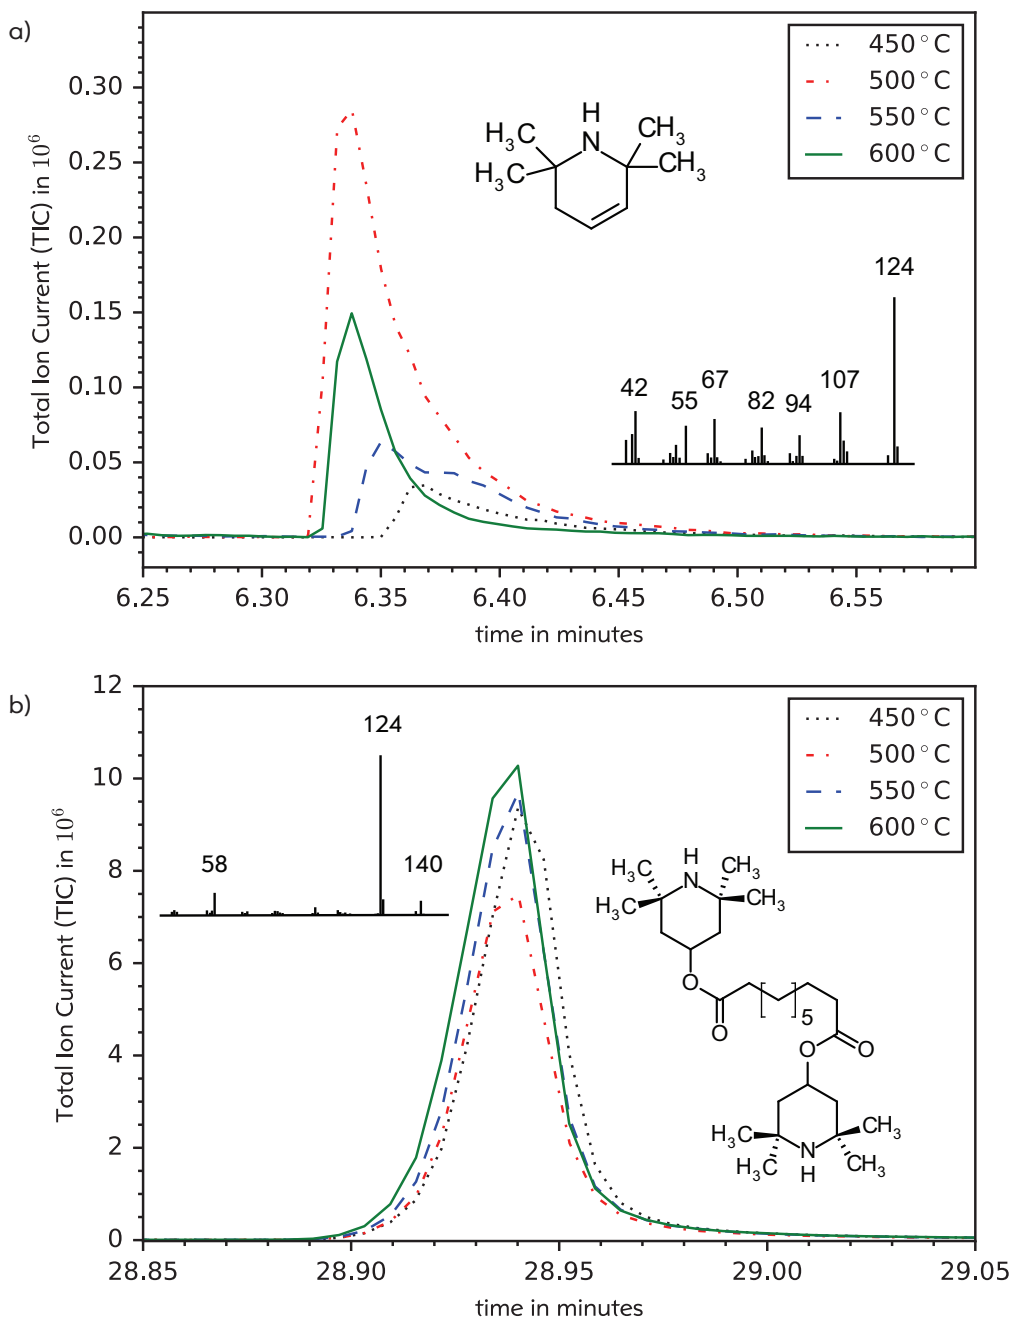 a)
Total Ion Current (TIC) in 10⁶
0.30
0.25
0.20
0.15
0.10
0.05
0.00
450°C
500°C
550°C
600°C
H
N
H₃C
CH₃
H₃C
CH₃
124
107
94
82
67
55
42
6.25 6.30 6.35 6.40 6.45 6.50 6.55
time in minutes
b)
Total Ion Current (TIC) in 10⁶
12
10
8
6
4
2
0
450°C
500°C
550°C
600°C
124
58
140
H
N
H₃C
CH₃
H₃C
CH₃
O
O
5
O
O
H₃C
CH₃
H₃C
N
CH₃
H
28.85 28.90 28.95 29.00 29.05
time in minutes